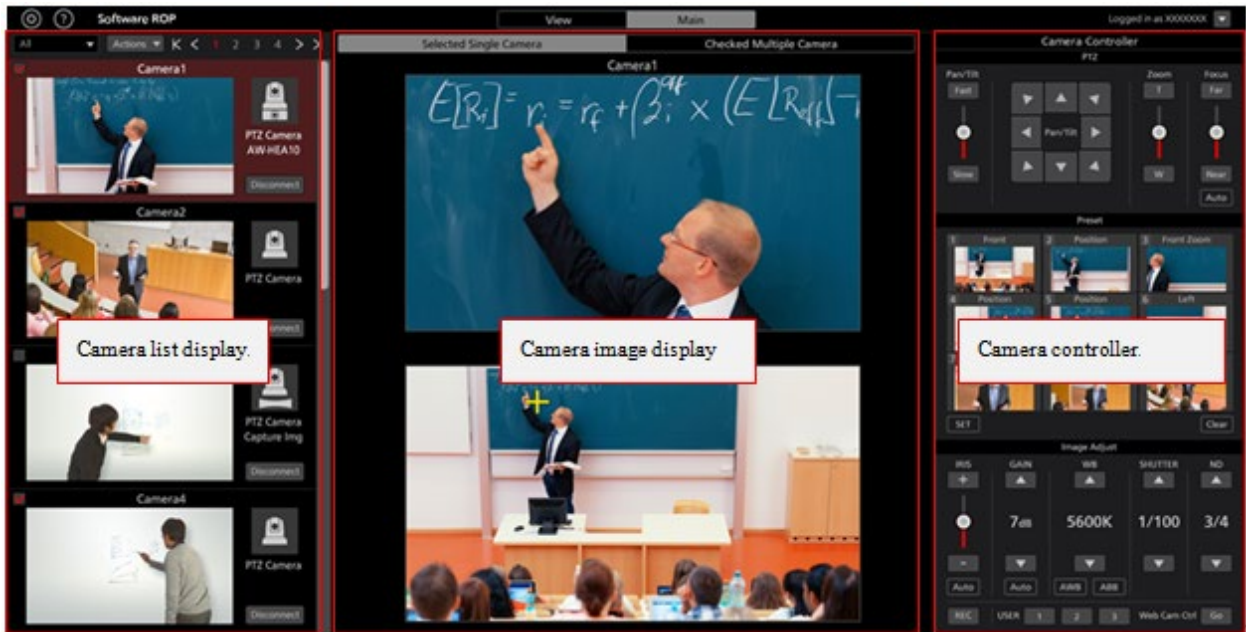 Software ROP
View
Main
Logged in as XXXXXXX
All
Actions
1 2 3 4
Camera1
PTZ Camera
AW-HEA10
Disconnect
Camera2
PTZ Camera
Camera list display.
PTZ Camera
Capture Img
Disconnect
Camera4
PTZ Camera
Disconnect
Selected Single Camera
Checked Multiple Camera
Camera1
E[Ri] = ri = rf + βi × (E[R
Camera image display
Camera Controller
PTZ
Pan/Tilt
Zoom
Focus
Fast
T
Far
Pan/Tilt
Slow
W
Near
Auto
Preset
1 Front
2 Position
3 Front Zoom
4 Position
5 Position
6 Left
Camera controller.
7
SET
Clear
Image Adjust
IRIS GAIN WB SHUTTER ND
+
7dB 5600K 1/100 3/4
-
Auto Auto AWB ABB
REC USER 1 2 3 Web Cam Ctrl Go